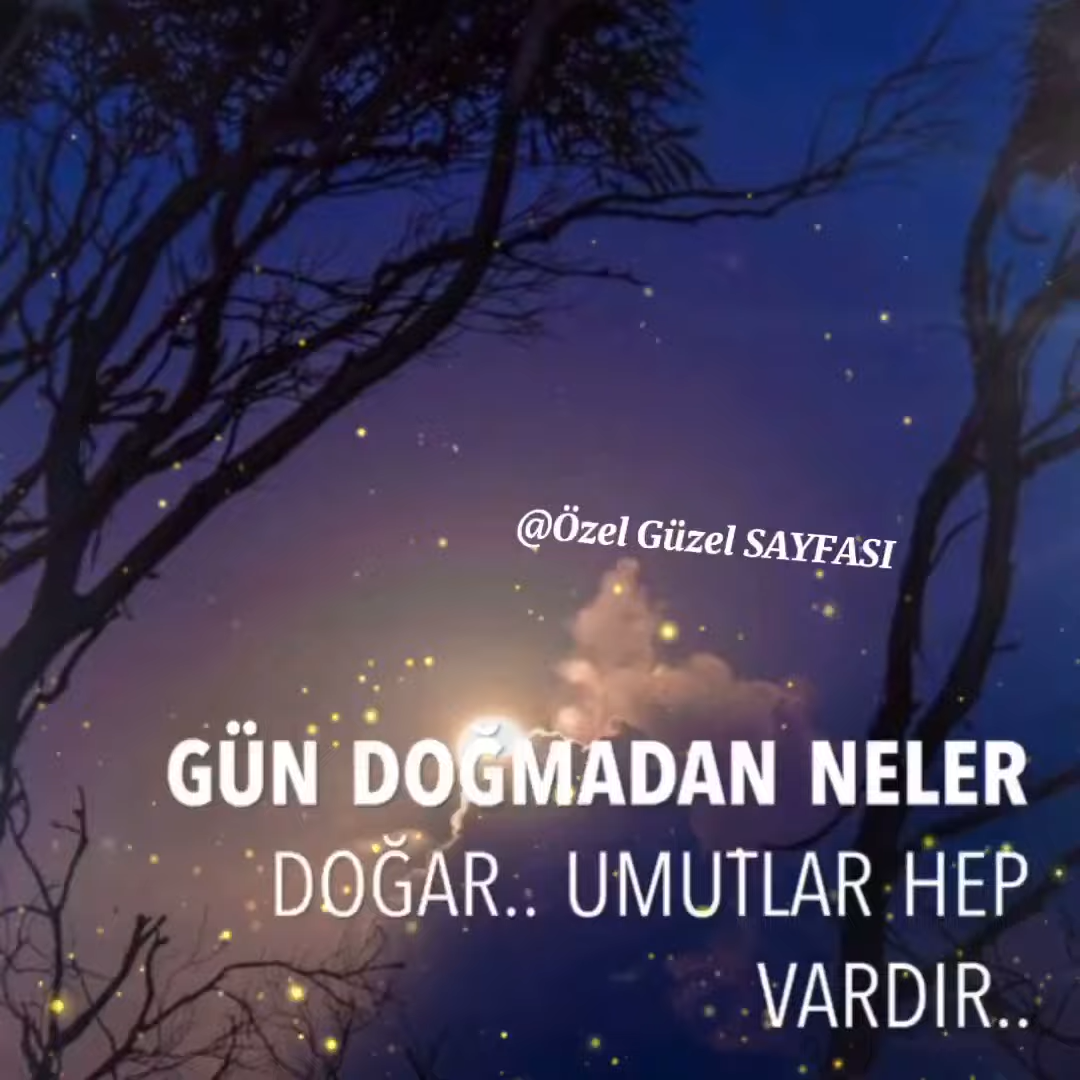 @Özel Güzel SAYFASI
GÜN DOĞMADAN NELER
DOĞAR.. UMUTLAR HEP
VARDIR..